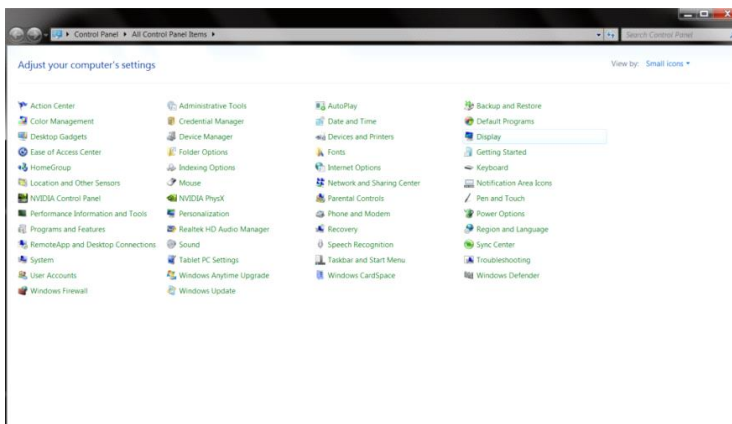 Control Panel ▸ All Control Panel Items ▸ Search Control Panel
Adjust your computer's settings View by: Small icons
Action Center Administrative Tools AutoPlay Backup and Restore
Color Management Credential Manager Date and Time Default Programs
Desktop Gadgets Device Manager Devices and Printers Display
Ease of Access Center Folder Options Fonts Getting Started
HomeGroup Indexing Options Internet Options Keyboard
Location and Other Sensors Mouse Network and Sharing Center Notification Area Icons
NVIDIA Control Panel NVIDIA PhysX Parental Controls Pen and Touch
Performance Information and Tools Personalization Phone and Modem Power Options
Programs and Features Realtek HD Audio Manager Recovery Region and Language
RemoteApp and Desktop Connections Sound Speech Recognition Sync Center
System Tablet PC Settings Taskbar and Start Menu Troubleshooting
User Accounts Windows Anytime Upgrade Windows CardSpace Windows Defender
Windows Firewall Windows Update